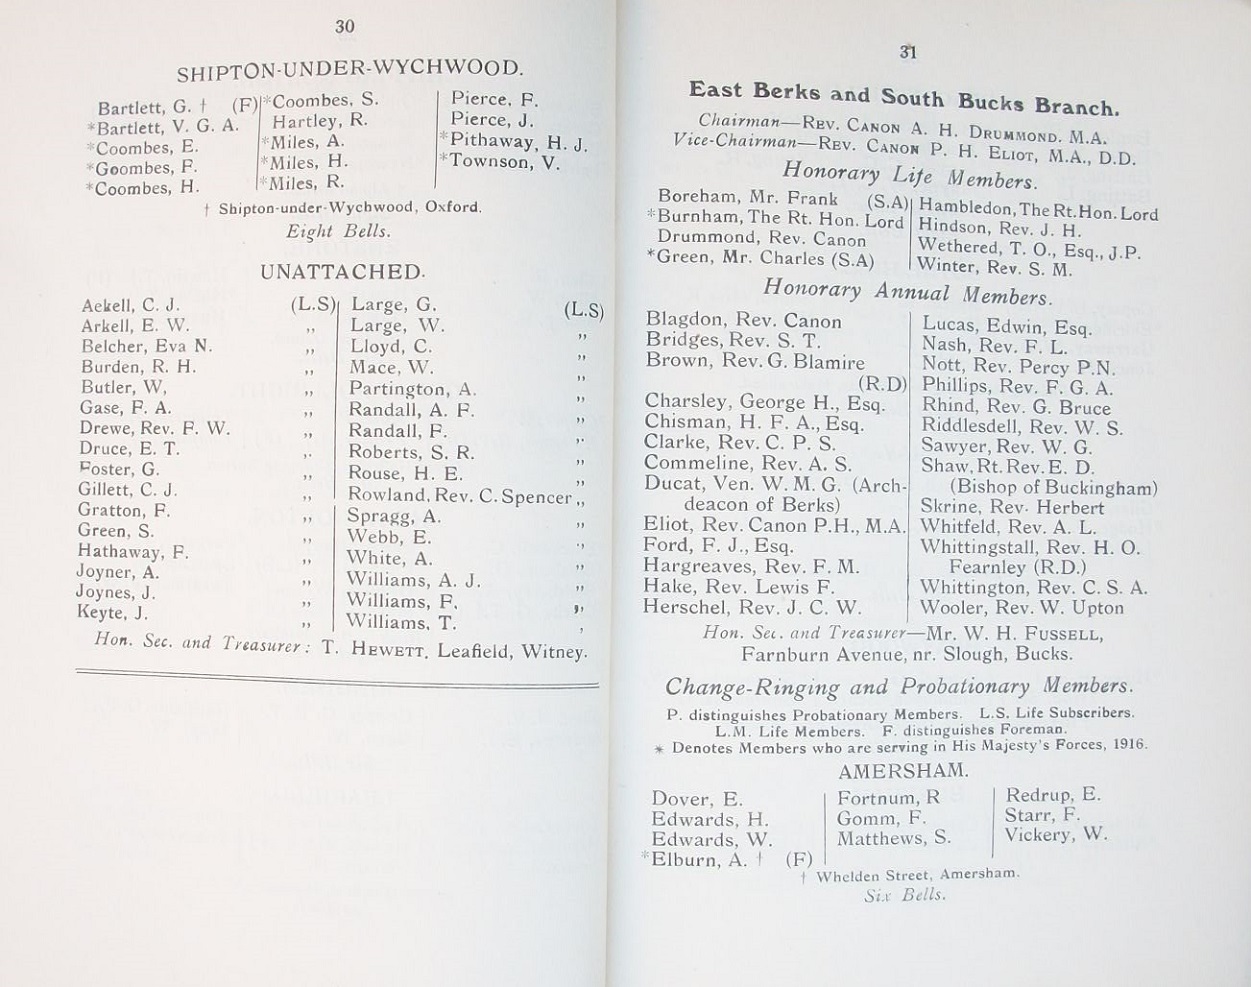 30
SHIPTON-UNDER-WYCHWOOD.
Bartlett, G. † (F)
*Bartlett, V. G. A.
*Coombes, E.
*Goombes, F.
*Coombes, H.
*Coombes, S.
Hartley, R.
*Miles, A.
*Miles, H.
*Miles, R.
Pierce, F.
Pierce, J.
*Pithaway, H. J.
*Townson, V.
† Shipton-under-Wychwood, Oxford.
Eight Bells.
UNATTACHED.
Aekell, C. J. (L.S)
Arkell, E. W. ,,
Belcher, Eva N. ,,
Burden, R. H. ,,
Butler, W, ,,
Gase, F. A. ,,
Drewe, Rev. F. W. ,,
Druce, E. T. ,,
Foster, G. ,,
Gillett, C. J. ,,
Gratton, F. ,,
Green, S. ,,
Hathaway, F. ,,
Joyner, A. ,,
Joynes, J. ,,
Keyte, J. ,,
Large, G. (L.S)
Large, W. ,,
Lloyd, C. ,,
Mace, W. ,,
Partington, A. ,,
Randall, A. F. ,,
Randall, F. ,,
Roberts, S. R. ,,
Rouse, H. E. ,,
Rowland, Rev. C. Spencer ,,
Spragg, A. ,,
Webb, E. ,,
White, A. ,,
Williams, A. J. ,,
Williams, F. ,,
Williams. T. ,
Hon. Sec. and Treasurer: T. HEWETT, Leafield, Witney.
31
East Berks and South Bucks Branch.
Chairman—REV. CANON A. H. DRUMMOND. M.A.
Vice-Chairman—REV. CANON P. H. ELIOT, M.A., D.D.
Honorary Life Members.
Boreham, Mr. Frank (S.A)
*Burnham, The Rt. Hon. Lord
Drummond, Rev. Canon
*Green, Mr. Charles (S.A)
Hambledon, The Rt. Hon. Lord
Hindson, Rev. J. H.
Wethered, T. O., Esq., J.P.
Winter, Rev. S. M.
Honorary Annual Members.
Blagdon, Rev. Canon
Bridges, Rev. S. T.
Brown, Rev. G. Blamire
(R.D)
Charsley, George H., Esq.
Chisman, H. F. A., Esq.
Clarke, Rev. C. P. S.
Commeline, Rev. A. S.
Ducat, Ven. W. M. G. (Arch-
deacon of Berks)
Eliot, Rev. Canon P.H., M.A.
Ford, F. J., Esq.
Hargreaves, Rev. F. M.
Hake, Rev. Lewis F.
Herschel, Rev. J. C. W.
Lucas, Edwin, Esq.
Nash, Rev. F. L.
Nott, Rev. Percy P.N.
Phillips, Rev. F. G. A.
Rhind, Rev. G. Bruce
Riddlesdell, Rev. W. S.
Sawyer, Rev. W. G.
Shaw, Rt. Rev. E. D.
(Bishop of Buckingham)
Skrine, Rev. Herbert
Whitfeld, Rev. A. L.
Whittingstall, Rev. H. O.
Fearnley (R.D.)
Whittington, Rev. C. S. A.
Wooler, Rev. W. Upton
Hon. Sec. and Treasurer—Mr. W. H. FUSSELL,
Farnburn Avenue, nr. Slough, Bucks.
Change-Ringing and Probationary Members.
P. distinguishes Probationary Members. L.S. Life Subscribers.
L.M. Life Members. F. distinguishes Foreman.
* Denotes Members who are serving in His Majesty's Forces, 1916.
AMERSHAM.
Dover, E.
Edwards, H.
Edwards, W.
*Elburn, A. † (F)
Fortnum, R
Gomm, F.
Matthews, S.
Redrup, E.
Starr, F.
Vickery, W.
† Whelden Street, Amersham.
Six Bells.